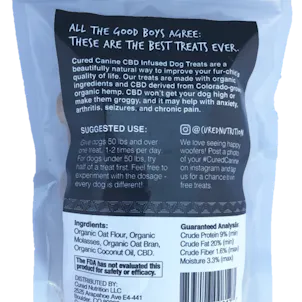 ALL THE GOOD BOYS AGREE:
THESE ARE THE BEST TREATS EVER.
Cured Canine CBD Infused Dog Treats are a
beautifully natural way to improve your fur-child's
quality of life. Our treats are made with organic
ingredients and CBD derived from Colorado-grown,
organic hemp. CBD won't get your dog high or
make them groggy, and it may help with anxiety,
arthritis, seizures, and chronic pain.
SUGGESTED USE:
Give dogs 50 lbs and over
one treat, 1-2 times per day.
For dogs under 50 lbs, try
half a treat first. Feel free to
experiment with the dosage -
every dog is different!
@CUREDNUTRITION
We love seeing happy
woofers! Post a photo
of your #CuredCanine
on instagram and tag
us for a chance to win
free treats.
Ingredients:
Organic Oat Flour, Organic
Molasses, Organic Oat Bran,
Organic Coconut Oil, CBD.
The FDA has not evaluated this
product for safety or efficacy.
DISTRIBUTED BY:
Cured Nutrition LLC
2525 Arapahoe Ave E4-441
Guaranteed Analysis:
Crude Protein 9% (min)
Crude Fat 20% (min)
Crude Fiber 1.6% (max)
Moisture 3.3% (max)